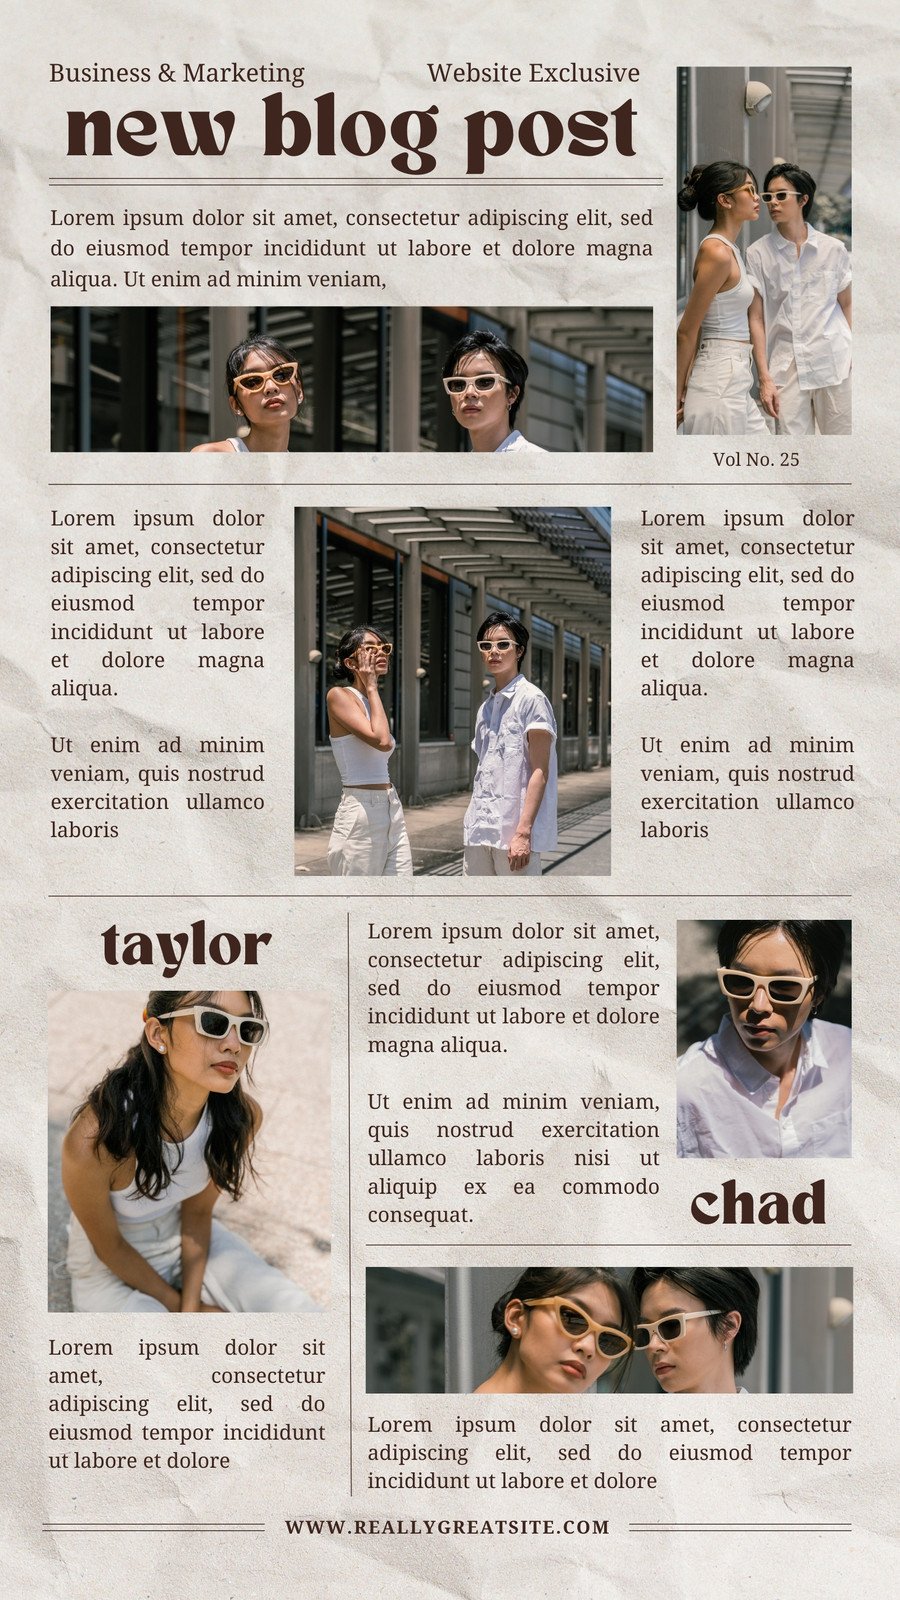 Business & Marketing
Website Exclusive
new blog post
Lorem ipsum dolor sit amet, consectetur adipiscing elit, sed
do eiusmod tempor incididunt ut labore et dolore magna
aliqua. Ut enim ad minim veniam,
Vol No. 25
Lorem ipsum dolor
sit amet, consectetur
adipiscing elit, sed do
eiusmod tempor
incididunt ut labore
et dolore magna
aliqua.
Ut enim ad minim
veniam, quis nostrud
exercitation ullamco
laboris
Lorem ipsum dolor
sit amet, consectetur
adipiscing elit, sed do
eiusmod tempor
incididunt ut labore
et dolore magna
aliqua.
Ut enim ad minim
veniam, quis nostrud
exercitation ullamco
laboris
taylor
Lorem ipsum dolor sit
amet, consectetur
adipiscing elit, sed do
eiusmod tempor incididunt
ut labore et dolore
Lorem ipsum dolor sit amet,
consectetur adipiscing elit,
sed do eiusmod tempor
incididunt ut labore et dolore
magna aliqua.
Ut enim ad minim veniam,
quis nostrud exercitation
ullamco laboris nisi ut
aliquip ex ea commodo
consequat.
chad
Lorem ipsum dolor sit amet, consectetur
adipiscing elit, sed do eiusmod tempor
incididunt ut labore et dolore
WWW.REALLYGREATSITE.COM